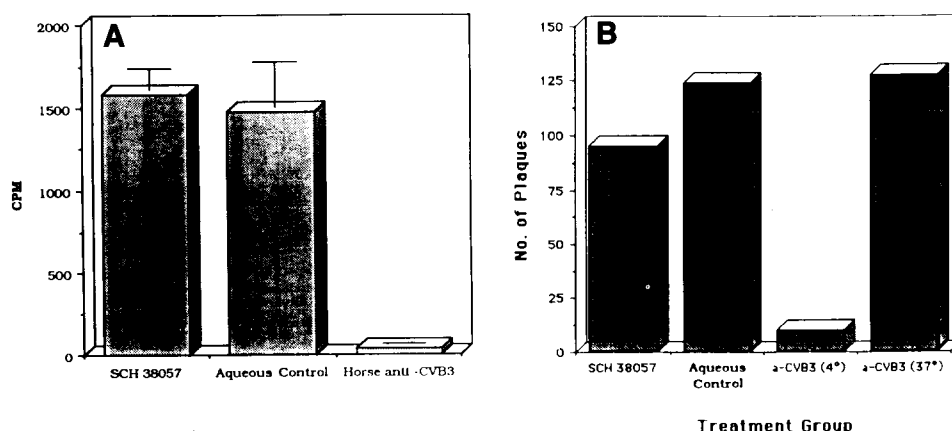 A
2000
1500
1000
500
0
CPM
SCH 38057
Aqueous Control
Horse anti -CVB3
B
150
125
100
75
50
25
0
No. of Plaques
SCH 38057
Aqueous
Control
a-CVB3 (4°)
a-CVB3 (37°)
Treatment Group